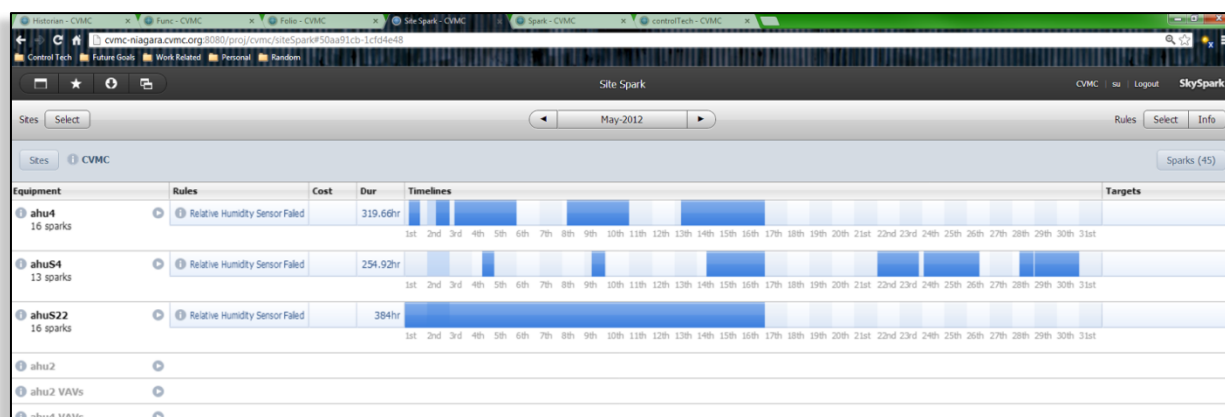 Historian - CVMC × Func - CVMC × Folio - CVMC × Site Spark - CVMC × Spark - CVMC × controlTech - CVMC ×
cvmc-niagara.cvmc.org:8080/proj/cvmc/siteSpark#50aa91cb-1cfd4e48
Control Tech Future Goals Work Related Personal Random
Site Spark CVMC | su | Logout SkySpark
Sites Select May-2012 Rules Select Info
Sites CVMC Sparks (45)
Equipment Rules Cost Dur Timelines Targets
ahu4 Relative Humidity Sensor Faled 319.66hr
16 sparks
1st 2nd 3rd 4th 5th 6th 7th 8th 9th 10th 11th 12th 13th 14th 15th 16th 17th 18th 19th 20th 21st 22nd 23rd 24th 25th 26th 27th 28th 29th 30th 31st
ahuS4 Relative Humidity Sensor Faled 254.92hr
13 sparks
1st 2nd 3rd 4th 5th 6th 7th 8th 9th 10th 11th 12th 13th 14th 15th 16th 17th 18th 19th 20th 21st 22nd 23rd 24th 25th 26th 27th 28th 29th 30th 31st
ahuS22 Relative Humidity Sensor Faled 384hr
16 sparks
1st 2nd 3rd 4th 5th 6th 7th 8th 9th 10th 11th 12th 13th 14th 15th 16th 17th 18th 19th 20th 21st 22nd 23rd 24th 25th 26th 27th 28th 29th 30th 31st
ahu2
ahu2 VAVs
ahu4 VAVs